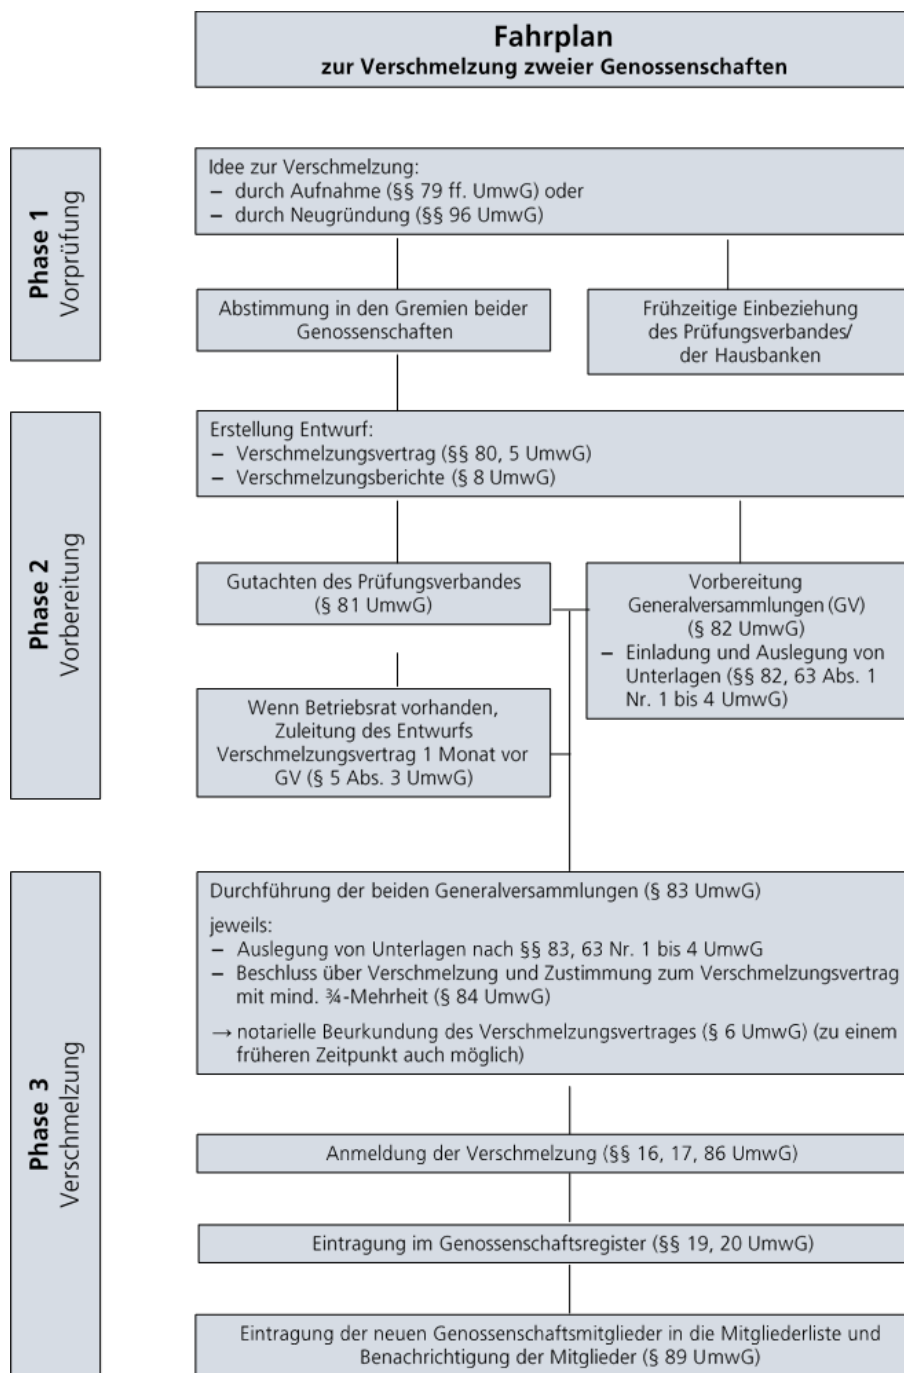 Fahrplan
zur Verschmelzung zweier Genossenschaften
Phase 1
Vorprüfung
Idee zur Verschmelzung:
– durch Aufnahme (§§ 79 ff. UmwG) oder
– durch Neugründung (§§ 96 UmwG)
Abstimmung in den Gremien beider
Genossenschaften
Frühzeitige Einbeziehung
des Prüfungsverbandes/
der Hausbanken
Phase 2
Vorbereitung
Erstellung Entwurf:
– Verschmelzungsvertrag (§§ 80, 5 UmwG)
– Verschmelzungsberichte (§ 8 UmwG)
Gutachten des Prüfungsverbandes
(§ 81 UmwG)
Vorbereitung
Generalversammlungen (GV)
(§ 82 UmwG)
– Einladung und Auslegung von
Unterlagen (§§ 82, 63 Abs. 1
Nr. 1 bis 4 UmwG)
Wenn Betriebsrat vorhanden,
Zuleitung des Entwurfs
Verschmelzungsvertrag 1 Monat vor
GV (§ 5 Abs. 3 UmwG)
Phase 3
Verschmelzung
Durchführung der beiden Generalversammlungen (§ 83 UmwG)
jeweils:
– Auslegung von Unterlagen nach §§ 83, 63 Nr. 1 bis 4 UmwG
– Beschluss über Verschmelzung und Zustimmung zum Verschmelzungsvertrag
mit mind. ¾-Mehrheit (§ 84 UmwG)
→ notarielle Beurkundung des Verschmelzungsvertrages (§ 6 UmwG) (zu einem
früheren Zeitpunkt auch möglich)
Anmeldung der Verschmelzung (§§ 16, 17, 86 UmwG)
Eintragung im Genossenschaftsregister (§§ 19, 20 UmwG)
Eintragung der neuen Genossenschaftsmitglieder in die Mitgliederliste und
Benachrichtigung der Mitglieder (§ 89 UmwG)